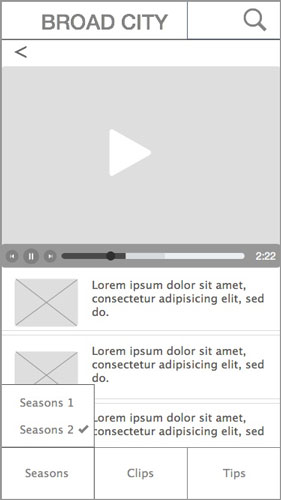 BROAD CITY
<
2:22
Lorem ipsum dolor sit amet,
consectetur adipisicing elit, sed
do.
Lorem ipsum dolor sit amet,
consectetur adipisicing elit, sed
do.
Lorem ipsum dolor sit amet,
consectetur adipisicing elit, sed
Seasons 1
Seasons 2 ✔
Seasons
Clips
Tips